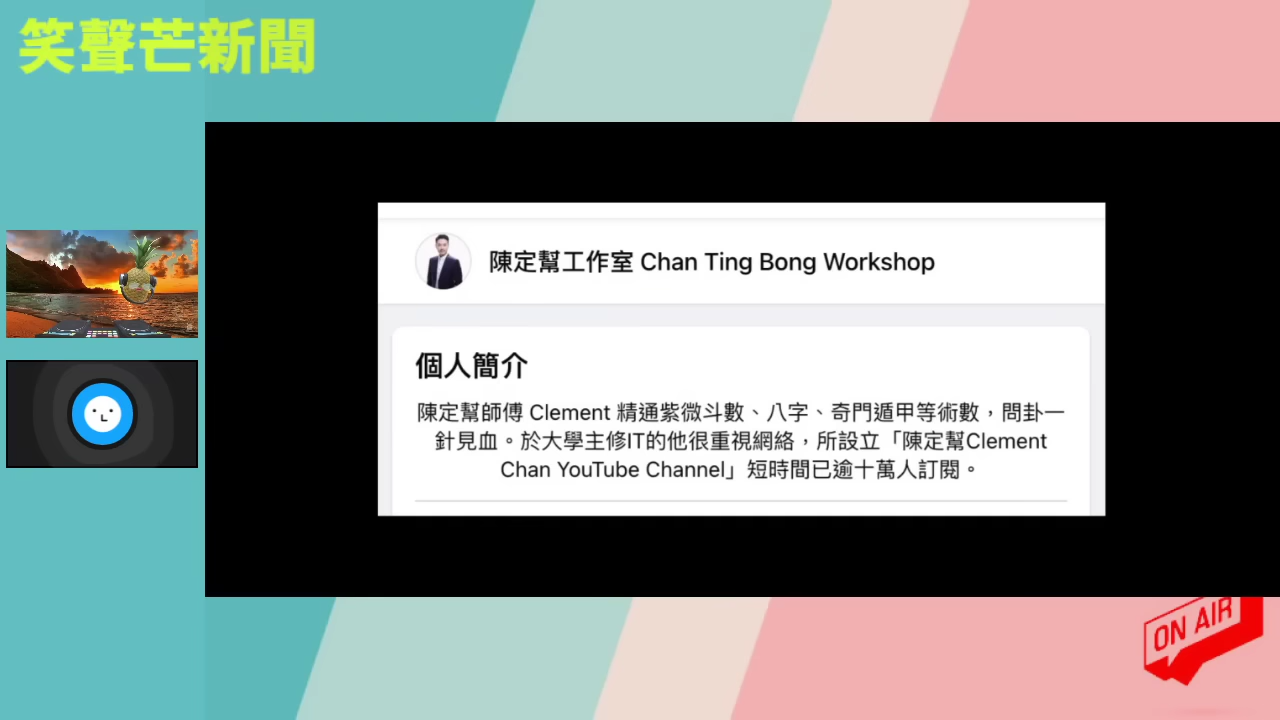 笑聲芒新聞
陳定幫工作室 Chan Ting Bong Workshop
個人簡介
陳定幫師傅 Clement 精通紫微斗數、八字、奇門遁甲等術數，問卦一
針見血。於大學主修IT的他很重視網絡，所設立「陳定幫Clement
Chan YouTube Channel」短時間已逾十萬人訂閱。
ON AIR